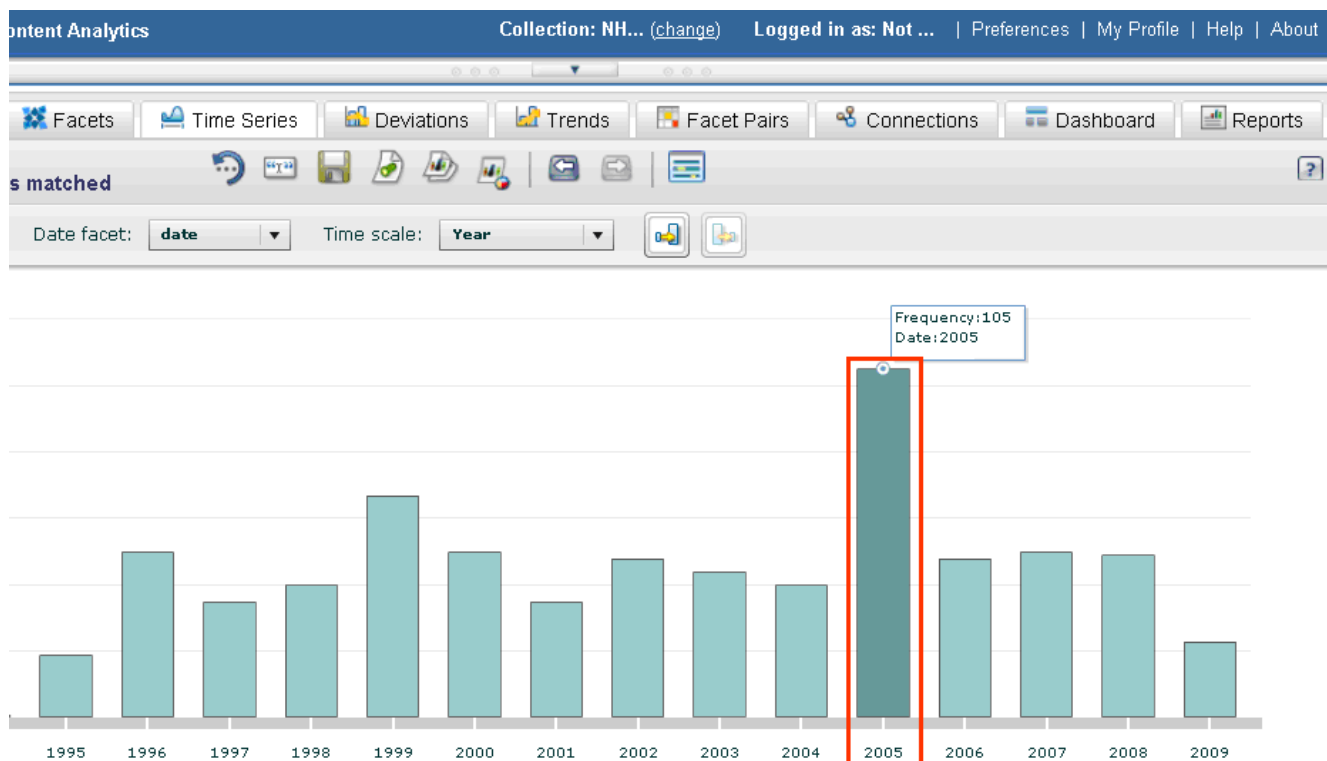 ontent Analytics Collection: NH... (change) Logged in as: Not ... | Preferences | My Profile | Help | About
Facets Time Series Deviations Trends Facet Pairs Connections Dashboard Reports
s matched
Date facet: date Time scale: Year
Frequency:105
Date:2005
1995 1996 1997 1998 1999 2000 2001 2002 2003 2004 2005 2006 2007 2008 2009